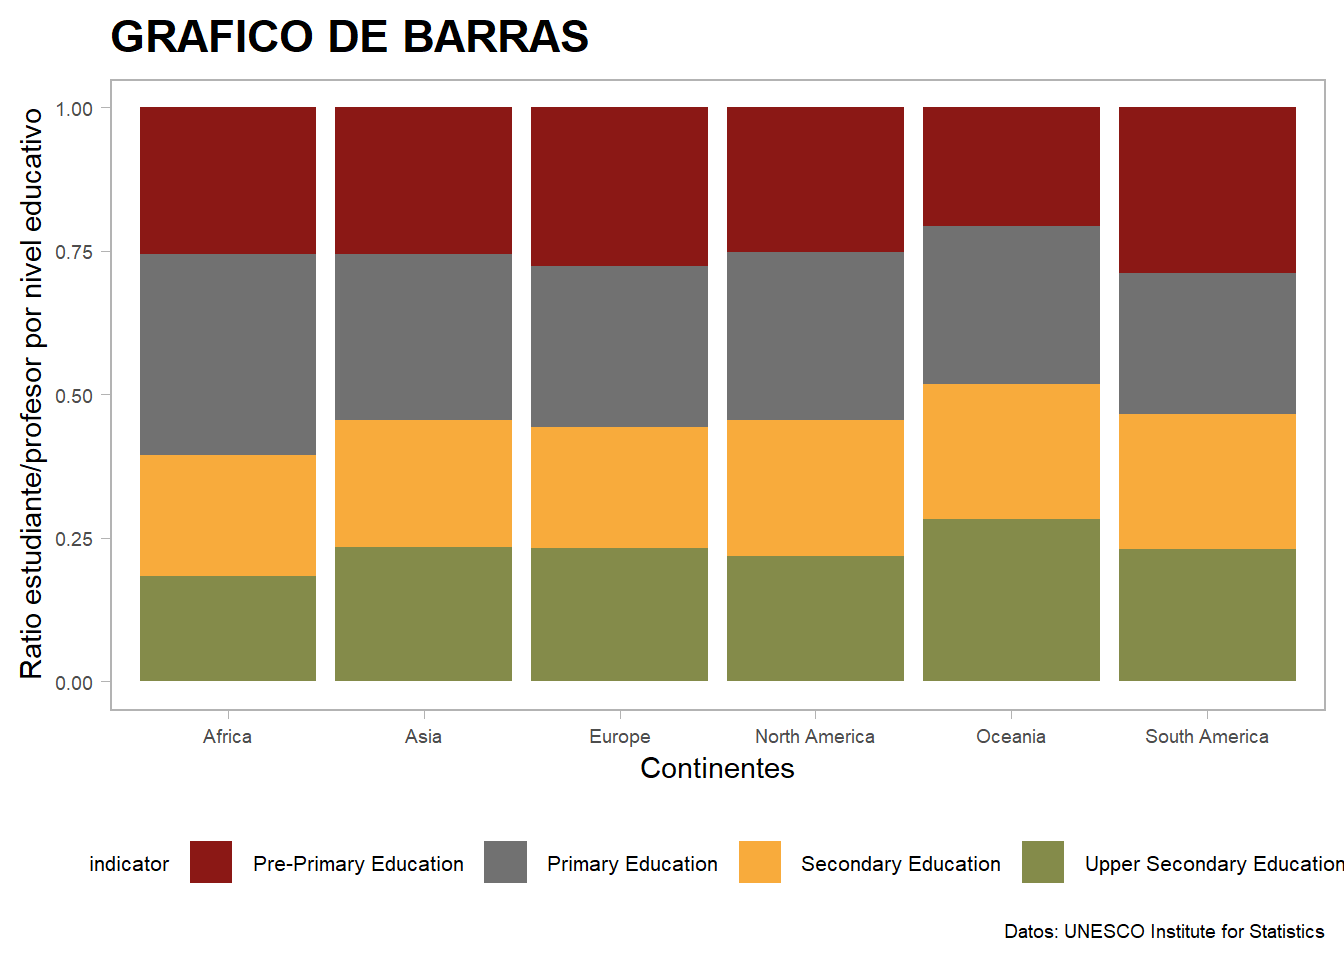 GRAFICO DE BARRAS
Ratio estudiante/profesor por nivel educativo
1.00
0.75
0.50
0.25
0.00
Africa Asia Europe North America Oceania South America
Continentes
indicator Pre-Primary Education Primary Education Secondary Education Upper Secondary Education
Datos: UNESCO Institute for Statistics